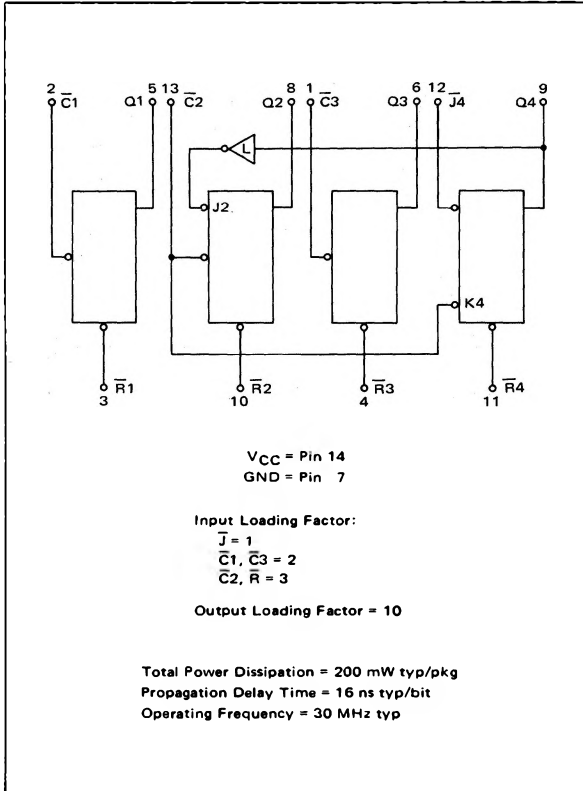 2 C̅1 Q1 5 13 C̅2 Q2 8 1 C̅3 Q3 6 12 J̅4 Q4 9
L
J2
K4
R̅1 R̅2 R̅3 R̅4
3 10 4 11
VCC = Pin 14
GND = Pin 7
Input Loading Factor:
J̅ = 1
C̅1, C̅3 = 2
C̅2, R̅ = 3
Output Loading Factor = 10
Total Power Dissipation = 200 mW typ/pkg
Propagation Delay Time = 16 ns typ/bit
Operating Frequency = 30 MHz typ